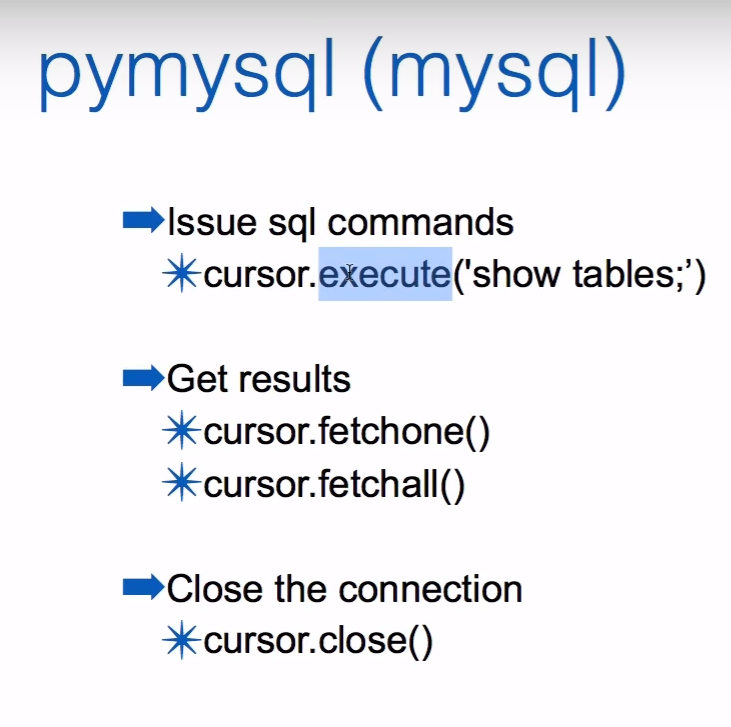 pymysql (mysql)
Issue sql commands
cursor.execute('show tables;’)
Get results
cursor.fetchone()
cursor.fetchall()
Close the connection
cursor.close()